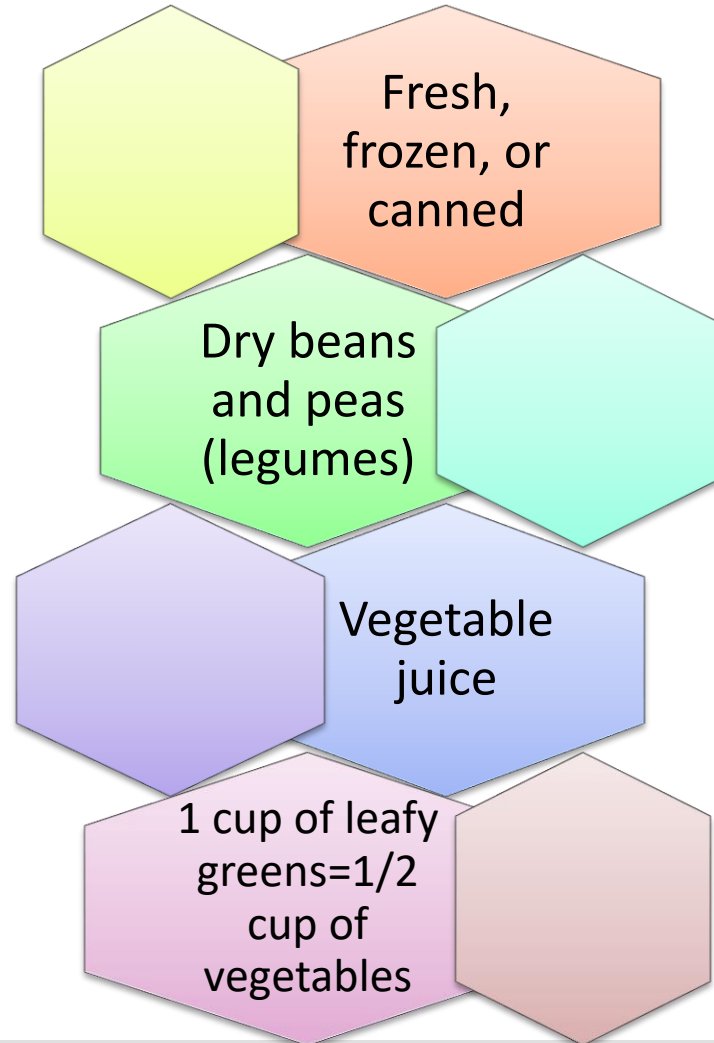 Fresh,
frozen, or
canned
Dry beans
and peas
(legumes)
Vegetable
juice
1 cup of leafy
greens=1/2
cup of
vegetables